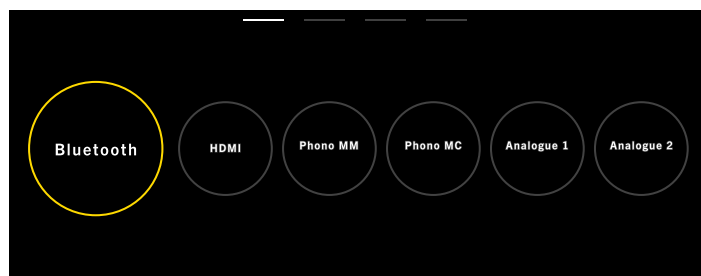 Bluetooth
HDMI
Phono MM
Phono MC
Analogue 1
Analogue 2